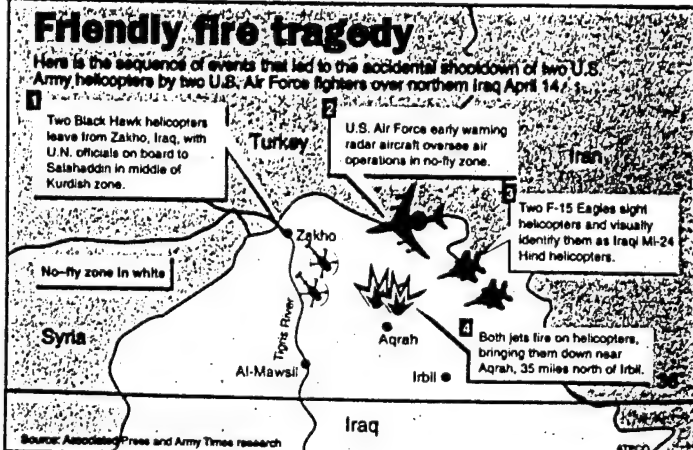 Friendly fire tragedy
Here is the sequence of events that led to the accidental shootdown of two U.S.
Army helicopters by two U.S. Air Force fighters over northern Iraq April 14.
1
Two Black Hawk helicopters
leave from Zakho, Iraq, with
U.N. officials on board to
Salahaddin in middle of
Kurdish zone.
2
U.S. Air Force early warning
radar aircraft oversee air
operations in no-fly zone.
Turkey
Iran
3
Two F-15 Eagles sight
helicopters and visually
identify them as Iraqi MI-24
Hind helicopters.
Zakho
No-fly zone in white
Tigris River
Syria
Aqrah
4
Both jets fire on helicopters,
bringing them down near
Aqrah, 35 miles north of Irbil.
36
Al-Mawsil
Irbil
Iraq
Source: Associated Press and Army Times research